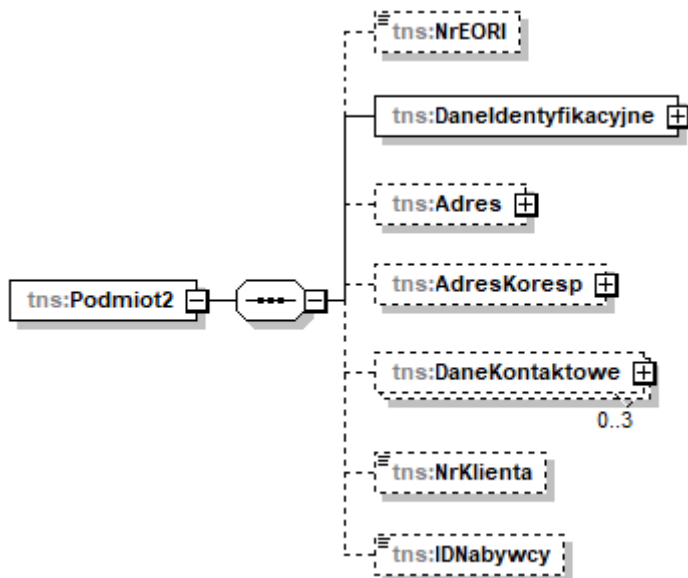 tns:NrEORI
tns:DaneIdentyfikacyjne
tns:Adres
tns:Podmiot2
tns:AdresKoresp
tns:DaneKontaktowe
0..3
tns:NrKlienta
tns:IDNabywcy